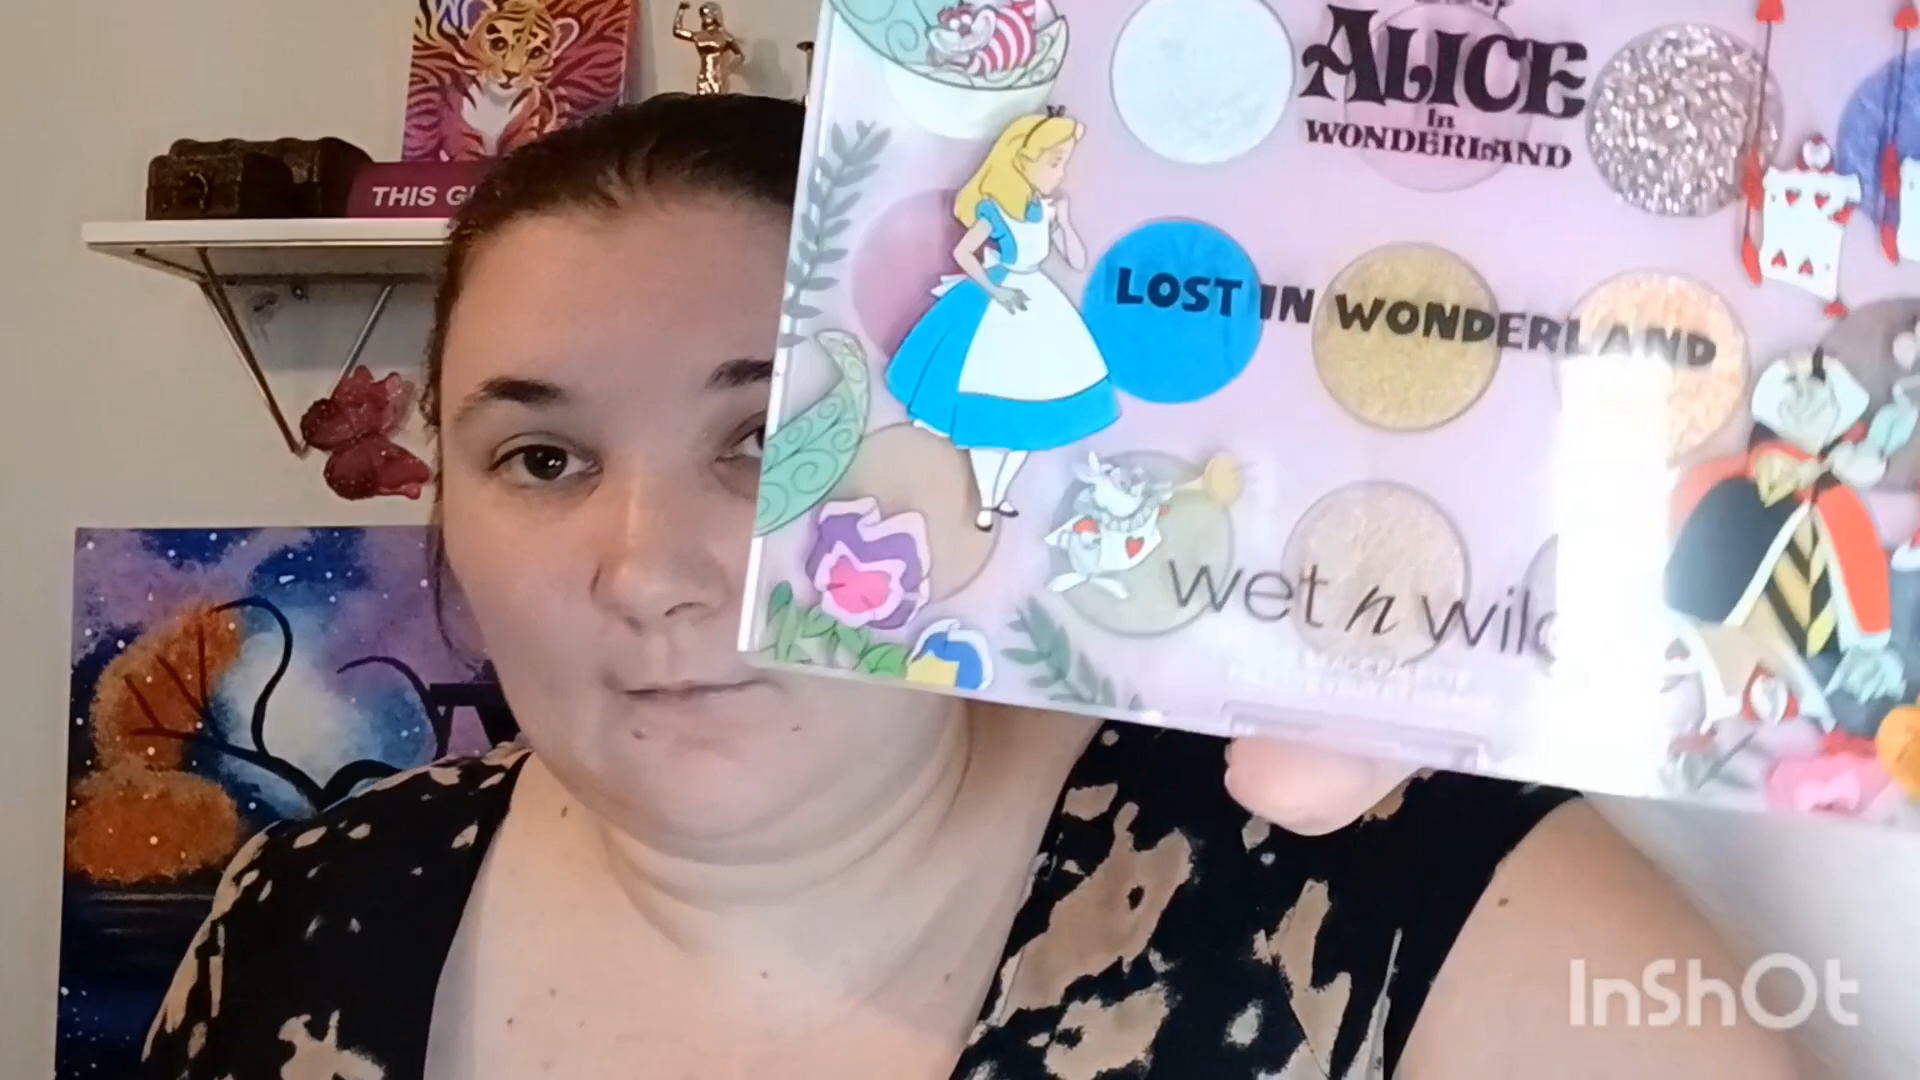 THIS G
ALICE
In
WONDERLAND
LOST IN WONDERLAND
wet n wild
InShOt